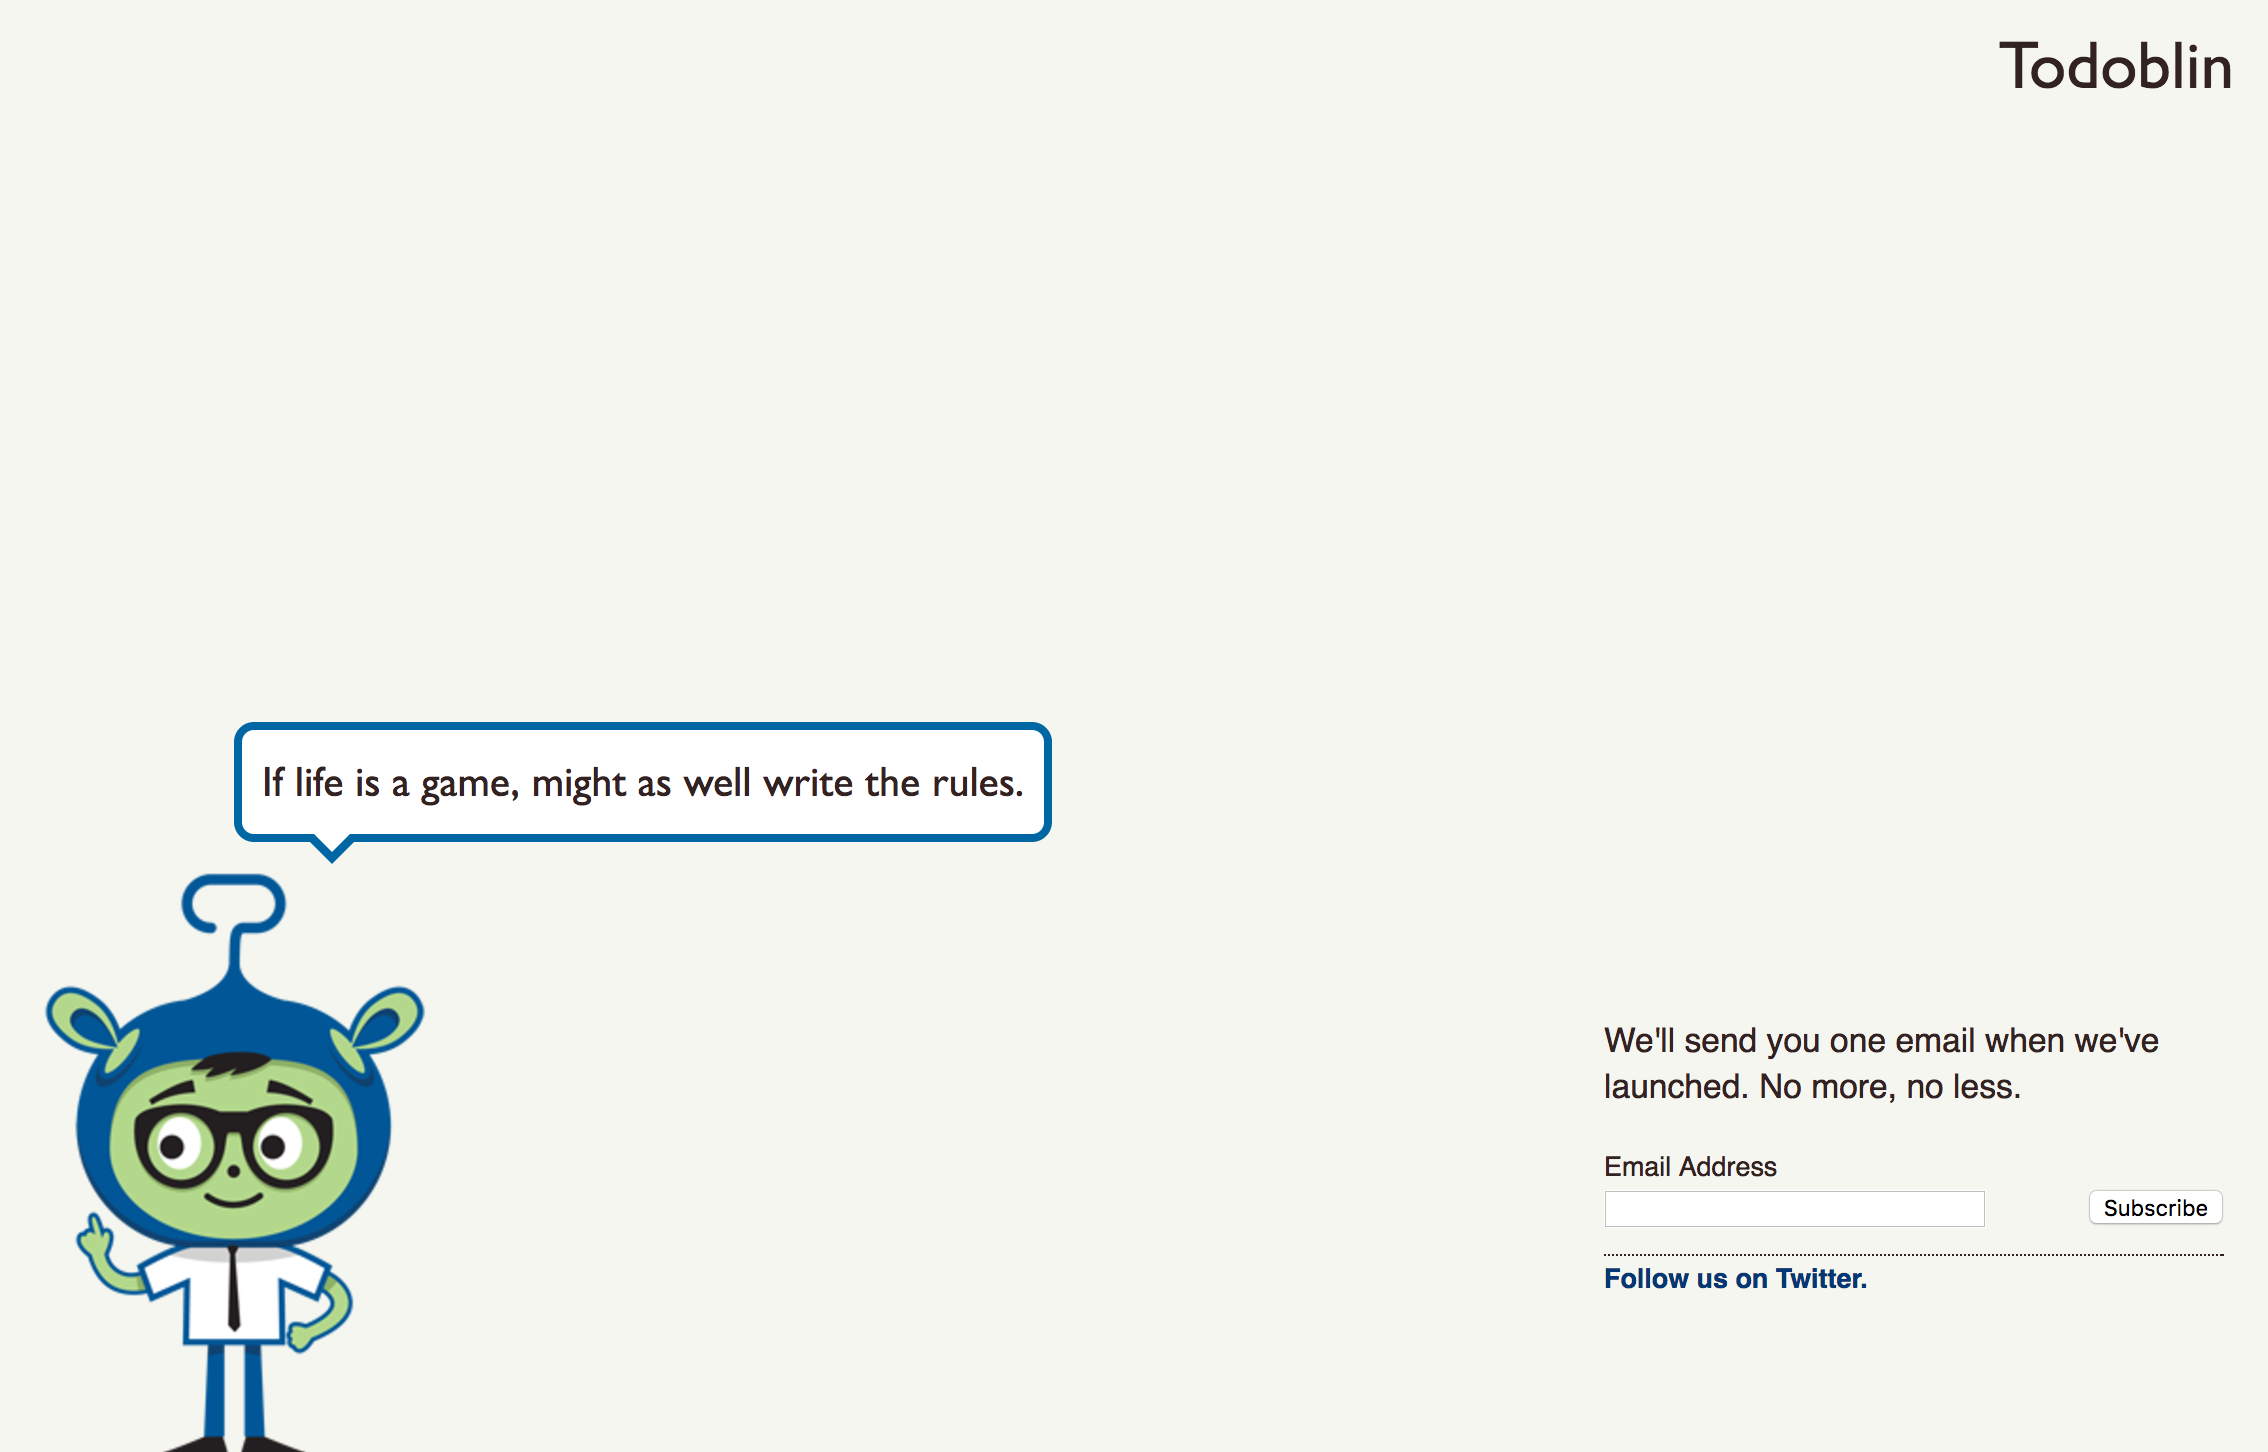 Todoblin
If life is a game, might as well write the rules.
We'll send you one email when we've
launched. No more, no less.
Email Address
Subscribe
Follow us on Twitter.